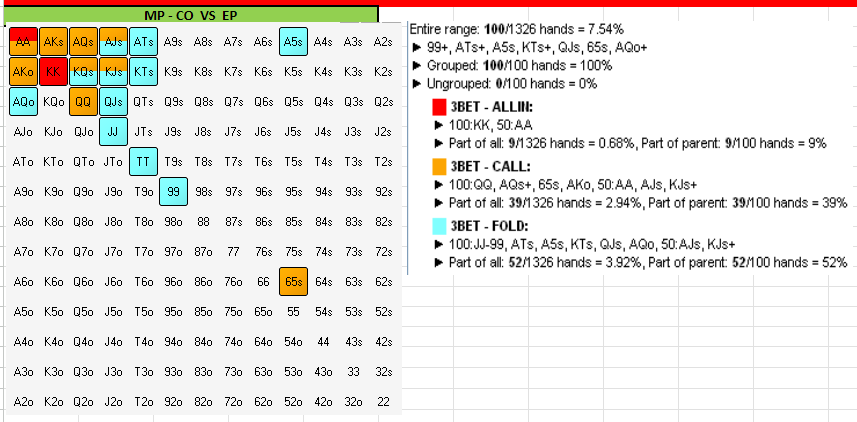 MP - CO VS EP
AA AKs AQs AJs ATs A9s A8s A7s A6s A5s A4s A3s A2s
AKo KK KQs KJs KTs K9s K8s K7s K6s K5s K4s K3s K2s
AQo KQo QQ QJs QTs Q9s Q8s Q7s Q6s Q5s Q4s Q3s Q2s
AJo KJo QJo JJ JTs J9s J8s J7s J6s J5s J4s J3s J2s
ATo KTo QTo JTo TT T9s T8s T7s T6s T5s T4s T3s T2s
A9o K9o Q9o J9o T9o 99 98s 97s 96s 95s 94s 93s 92s
A8o K8o Q8o J8o T8o 98o 88 87s 86s 85s 84s 83s 82s
A7o K7o Q7o J7o T7o 97o 87o 77 76s 75s 74s 73s 72s
A6o K6o Q6o J6o T6o 96o 86o 76o 66 65s 64s 63s 62s
A5o K5o Q5o J5o T5o 95o 85o 75o 65o 55 54s 53s 52s
A4o K4o Q4o J4o T4o 94o 84o 74o 64o 54o 44 43s 42s
A3o K3o Q3o J3o T3o 93o 83o 73o 63o 53o 43o 33 32s
A2o K2o Q2o J2o T2o 92o 82o 72o 62o 52o 42o 32o 22
Entire range: 100/1326 hands = 7.54%
99+, ATs+, A5s, KTs+, QJs, 65s, AQo+
Grouped: 100/100 hands = 100%
Ungrouped: 0/100 hands = 0%
3BET - ALLIN:
100:KK, 50:AA
Part of all: 9/1326 hands = 0.68%, Part of parent: 9/100 hands = 9%
3BET - CALL:
100:QQ, AQs+, 65s, AKo, 50:AA, AJs, KJs+
Part of all: 39/1326 hands = 2.94%, Part of parent: 39/100 hands = 39%
3BET - FOLD:
100:JJ-99, ATs, A5s, KTs, QJs, AQo, 50:AJs, KJs+
Part of all: 52/1326 hands = 3.92%, Part of parent: 52/100 hands = 52%